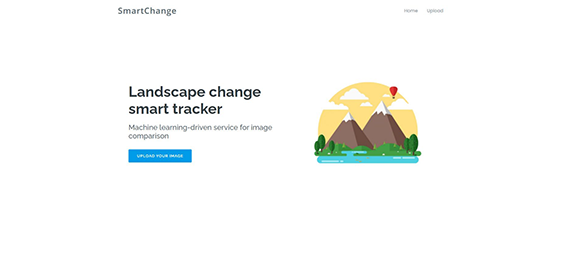 SmartChange
Home Upload
Landscape change
smart tracker
Machine learning-driven service for image
comparison
UPLOAD YOUR IMAGE